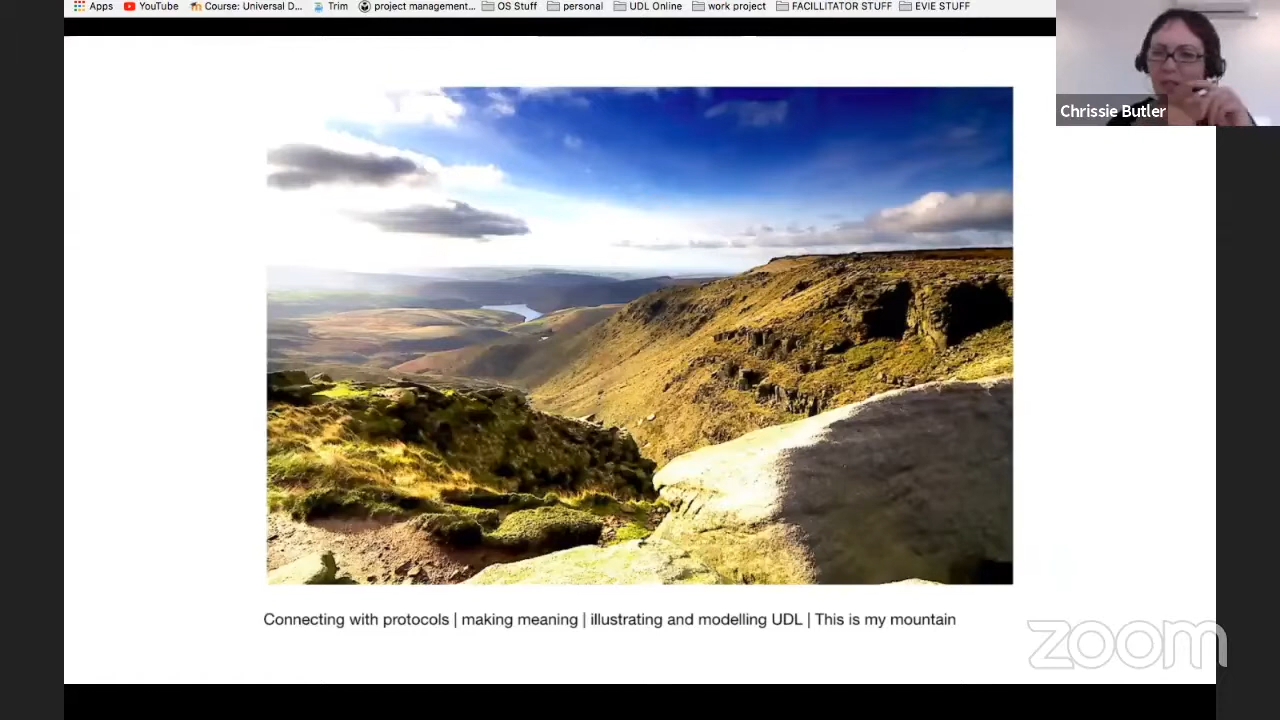 Apps YouTube Course: Universal D... Trim project management... OS Stuff personal UDL Online work project FACILLITATOR STUFF EVIE STUFF
Chrissie Butler
Connecting with protocols | making meaning | illustrating and modelling UDL | This is my mountain
zoom